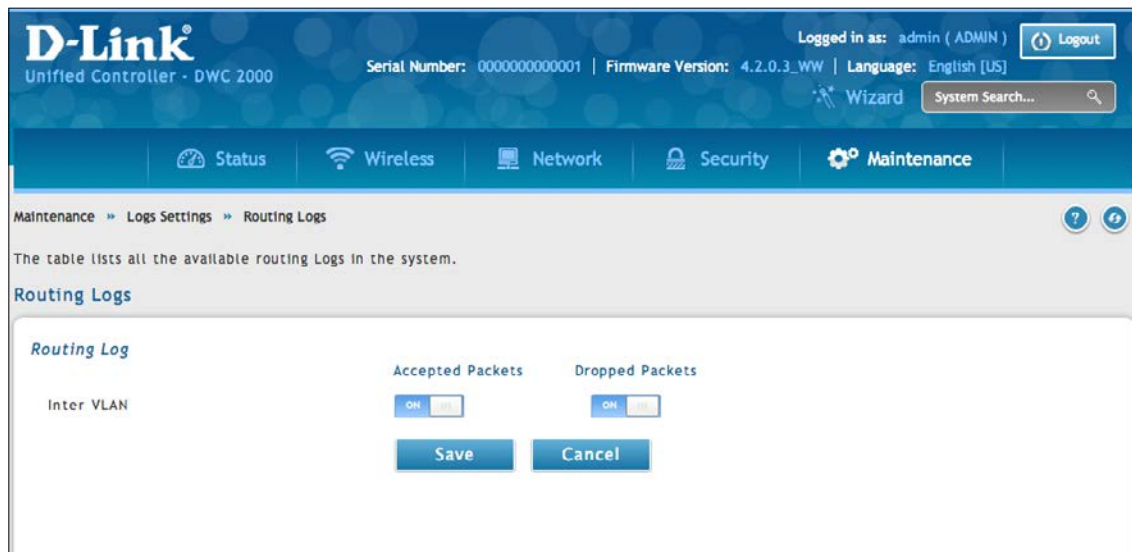 D-Link®
Unified Controller - DWC 2000
Logged in as: admin ( ADMIN )
Logout
Serial Number: 0000000000001 | Firmware Version: 4.2.0.3_WW | Language: English [US]
Wizard
System Search...
Status
Wireless
Network
Security
Maintenance
Maintenance » Logs Settings » Routing Logs
The table lists all the available routing Logs in the system.
Routing Logs
Routing Log
Accepted Packets Dropped Packets
Inter VLAN
ON ON
Save Cancel